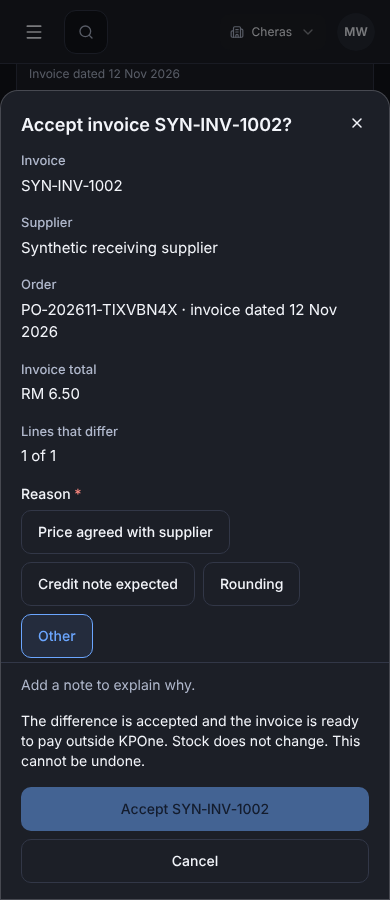 Cheras
MW
Invoice dated 12 Nov 2026
Accept invoice SYN-INV-1002?
Invoice
SYN-INV-1002
Supplier
Synthetic receiving supplier
Order
PO-202611-TIXVBN4X · invoice dated 12 Nov
2026
Invoice total
RM 6.50
Lines that differ
1 of 1
Reason *
Price agreed with supplier
Credit note expected
Rounding
Other
Add a note to explain why.
The difference is accepted and the invoice is ready
to pay outside KPOne. Stock does not change. This
cannot be undone.
Accept SYN-INV-1002
Cancel